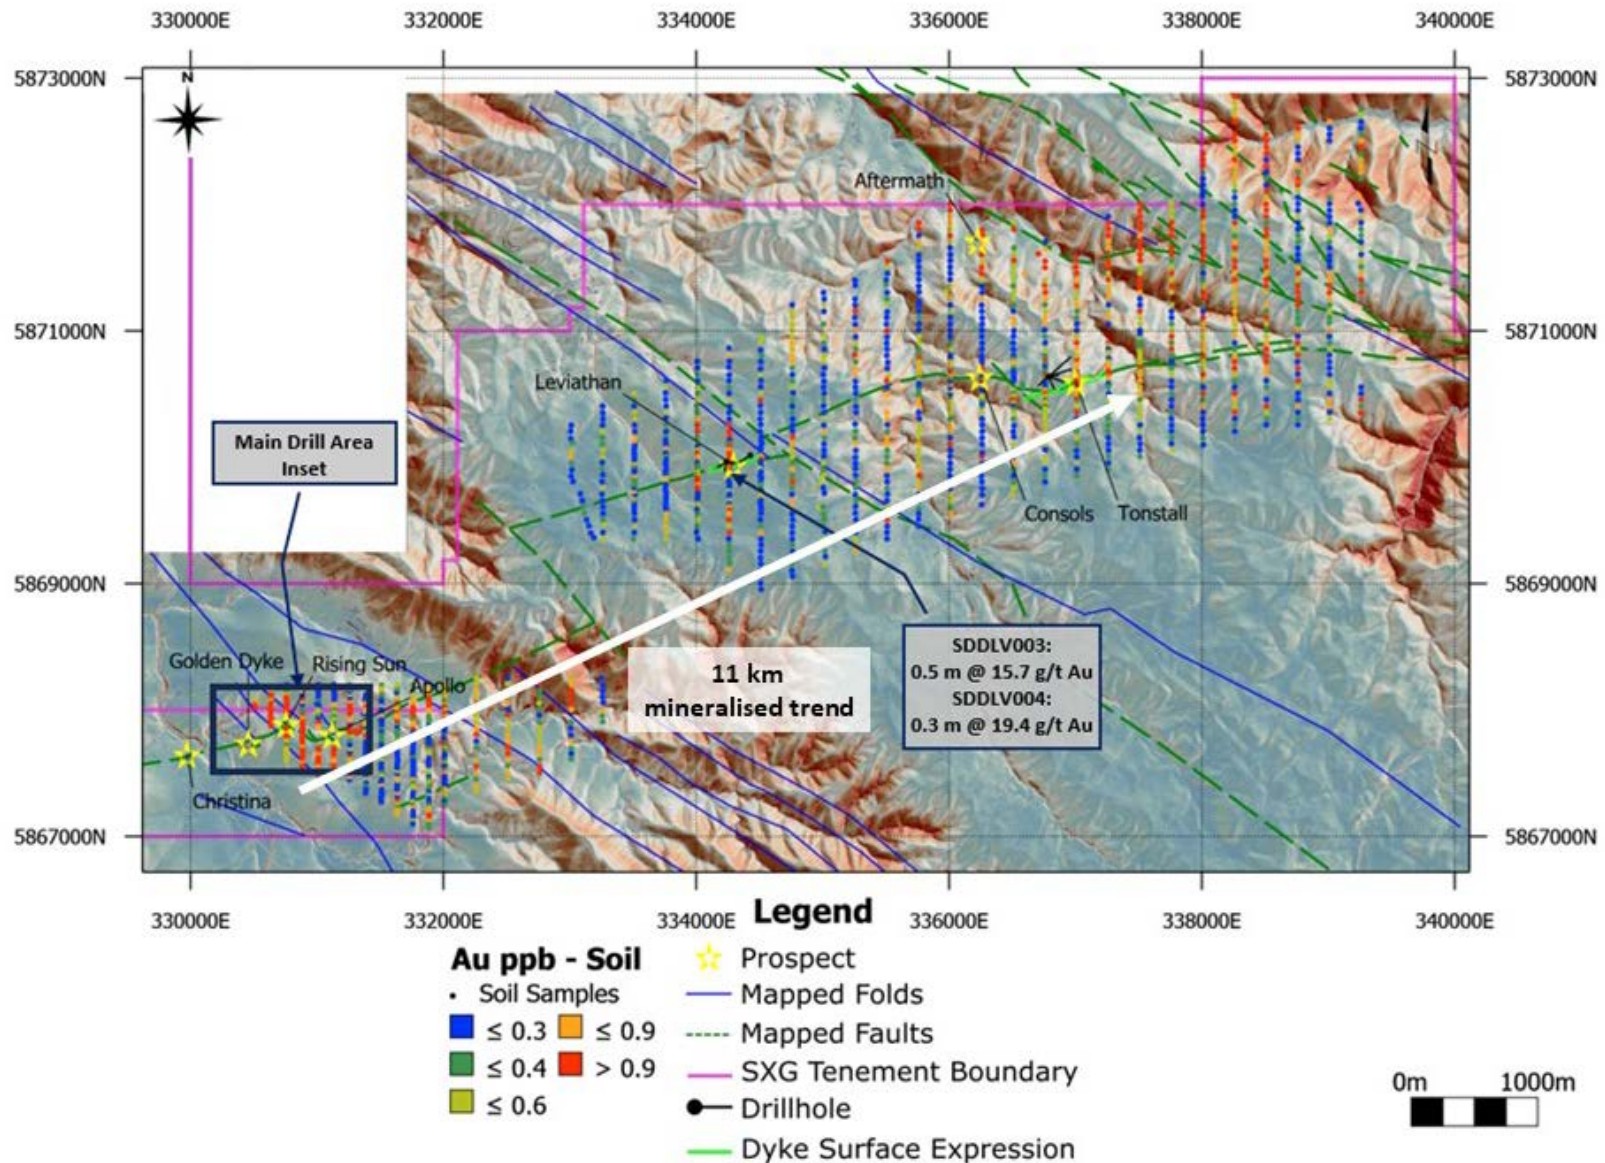 330000E
332000E
334000E
336000E
338000E
340000E
5873000N
5873000N
N
Aftermath
5871000N
5871000N
Leviathan
Main Drill Area
Inset
Consols
Tonstall
5869000N
5869000N
SDDLV003:
0.5 m @ 15.7 g/t Au
SDDLV004:
0.3 m @ 19.4 g/t Au
Golden Dyke
Rising Sun
Apollo
11 km
mineralised trend
Christina
5867000N
5867000N
330000E
332000E
334000E
336000E
338000E
340000E
Legend
Au ppb - Soil
Soil Samples
≤ 0.3
≤ 0.9
≤ 0.4
> 0.9
≤ 0.6
Prospect
Mapped Folds
Mapped Faults
SXG Tenement Boundary
Drillhole
Dyke Surface Expression
0m
1000m